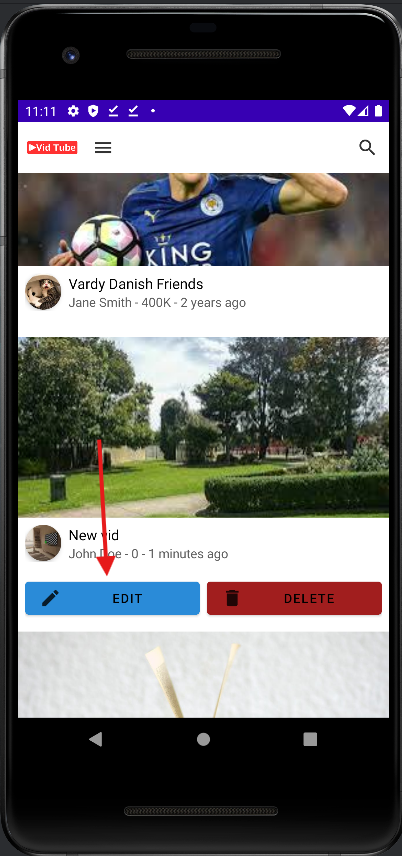 11:11
Vid Tube
KING
Vardy Danish Friends
Jane Smith - 400K - 2 years ago
New vid
John Doe - 0 - 1 minutes ago
EDIT
DELETE